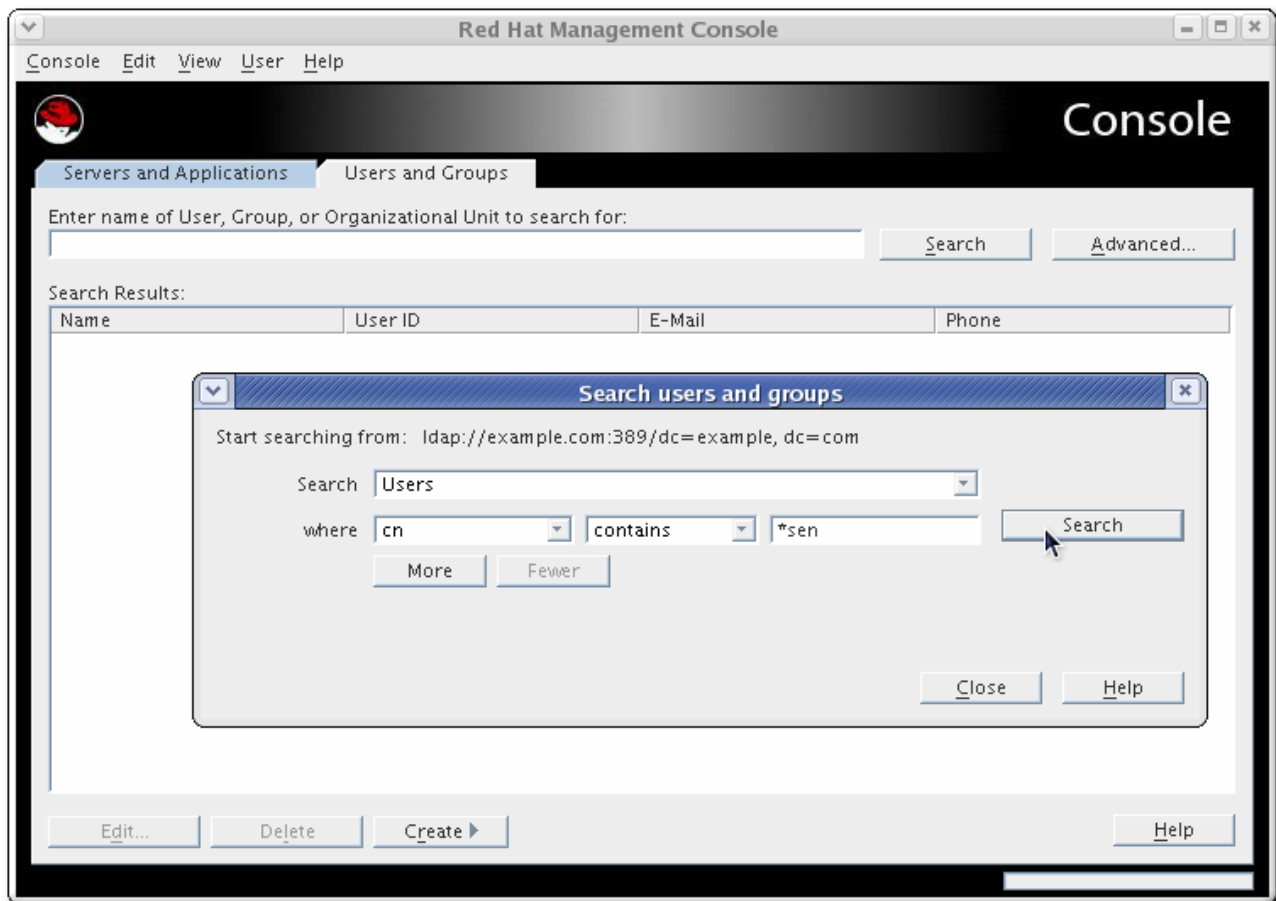 Red Hat Management Console
Console Edit View User Help
Console
Servers and Applications Users and Groups
Enter name of User, Group, or Organizational Unit to search for:
Search Advanced...
Search Results:
Name User ID E-Mail Phone
Search users and groups
Start searching from: ldap://example.com:389/dc=example, dc=com
Search Users
where cn contains *sen Search
More Fewer
Close Help
Edit... Delete Create Help